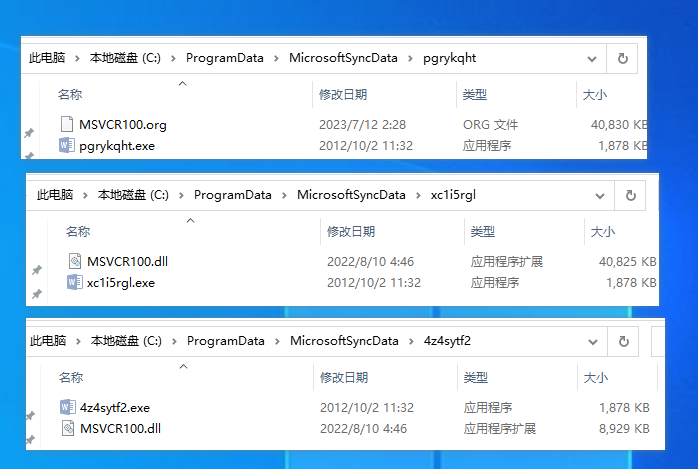 此电脑 › 本地磁盘 (C:) › ProgramData › MicrosoftSyncData › pgrykqht
名称 修改日期 类型 大小
MSVCR100.org 2023/7/12 2:28 ORG 文件 40,830 KB
pgrykqht.exe 2012/10/2 11:32 应用程序 1,878 KB
此电脑 › 本地磁盘 (C:) › ProgramData › MicrosoftSyncData › xc1i5rgl
名称 修改日期 类型 大小
MSVCR100.dll 2022/8/10 4:46 应用程序扩展 40,825 KB
xc1i5rgl.exe 2012/10/2 11:32 应用程序 1,878 KB
此电脑 › 本地磁盘 (C:) › ProgramData › MicrosoftSyncData › 4z4sytf2
名称 修改日期 类型 大小
4z4sytf2.exe 2012/10/2 11:32 应用程序 1,878 KB
MSVCR100.dll 2022/8/10 4:46 应用程序扩展 8,929 KB